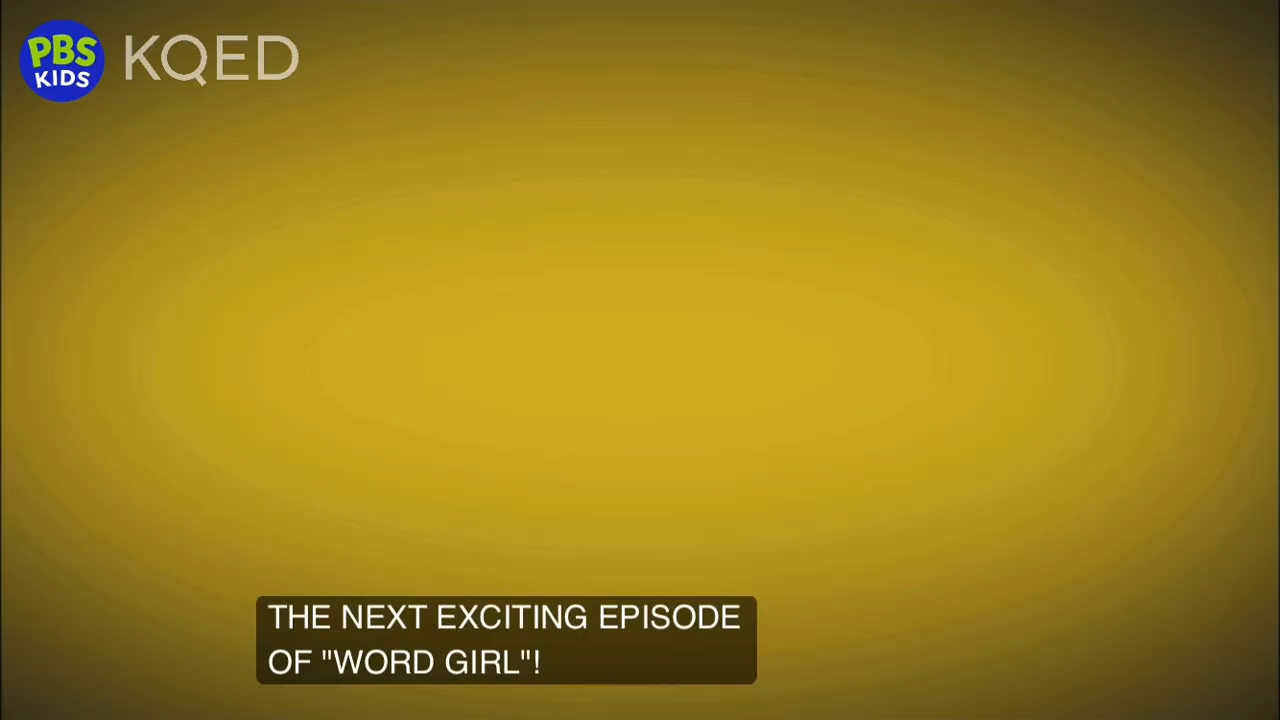 PBS
KIDS
KQED
THE NEXT EXCITING EPISODE
OF "WORD GIRL"!